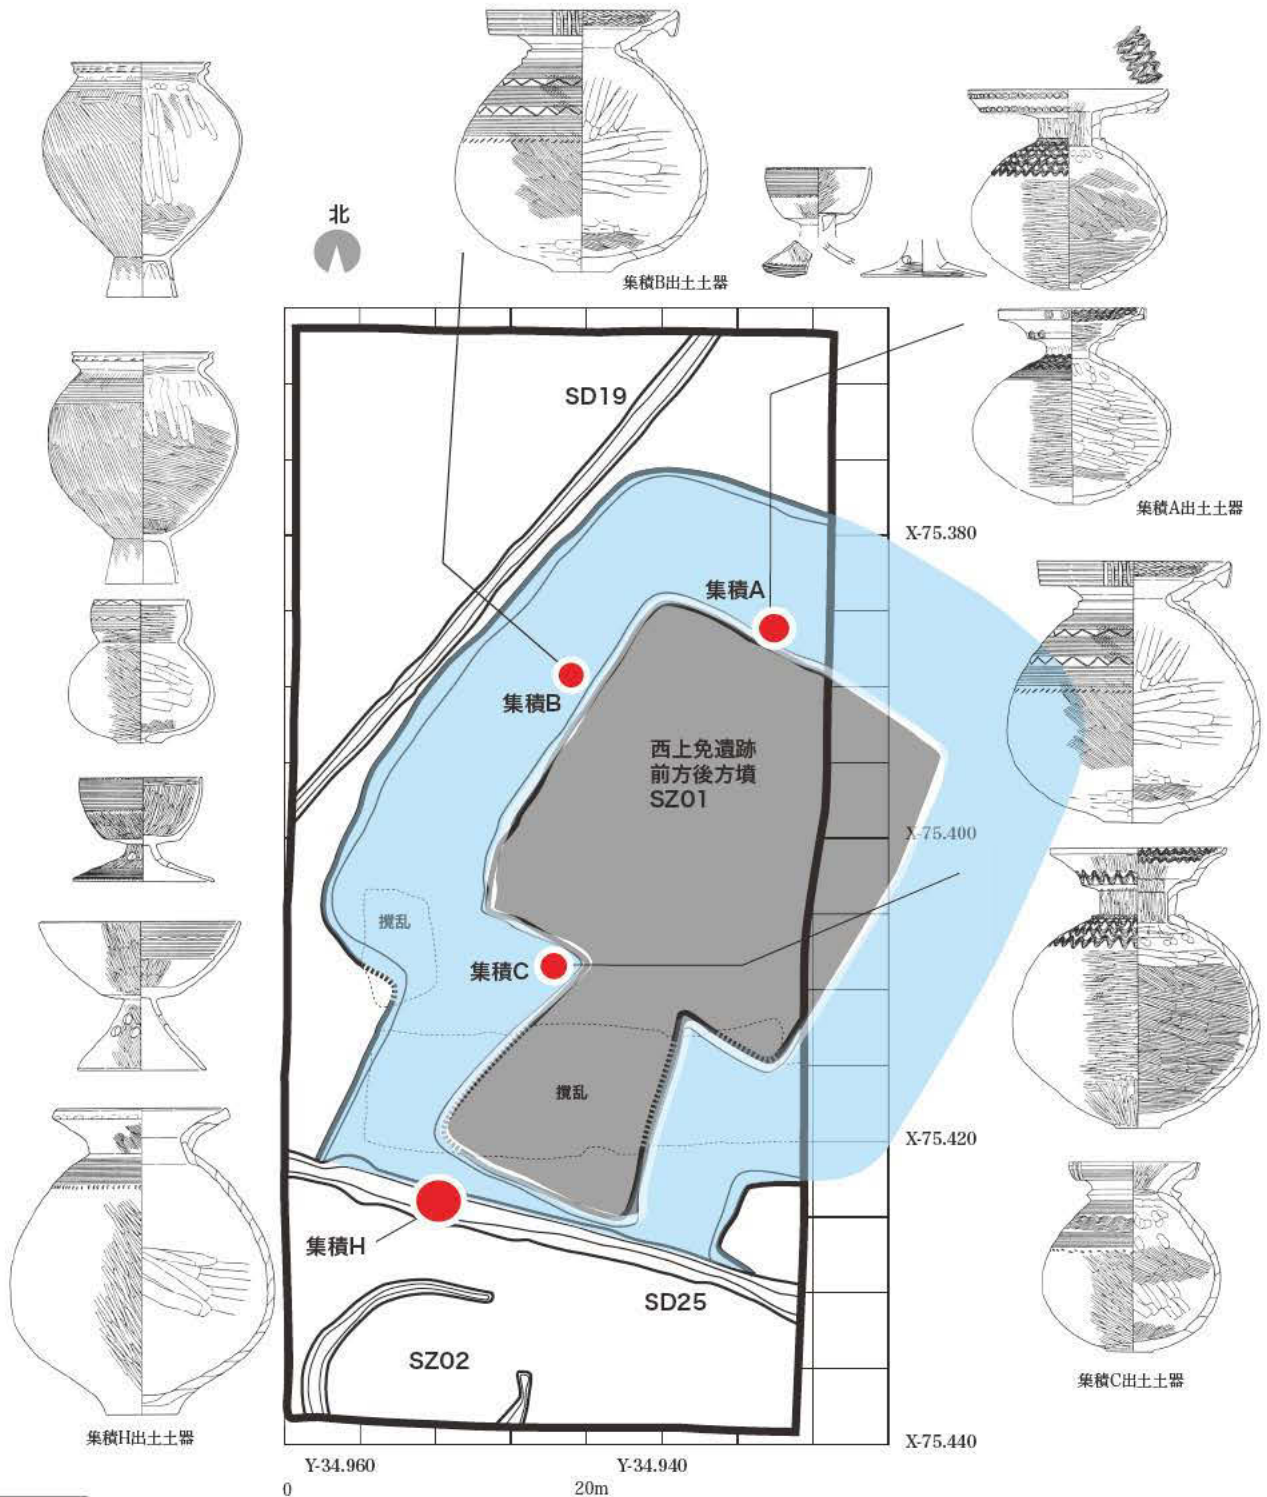 北
集積B出土土器
SD19
集積A出土土器
X-75.380
集積A
集積B
西上免遺跡
前方後方墳
SZ01
X-75.400
撹乱
集積C
撹乱
X-75.420
集積H
SD25
SZ02
集積C出土土器
集積H出土土器
X-75.440
Y-34.960
Y-34.940
0
20m